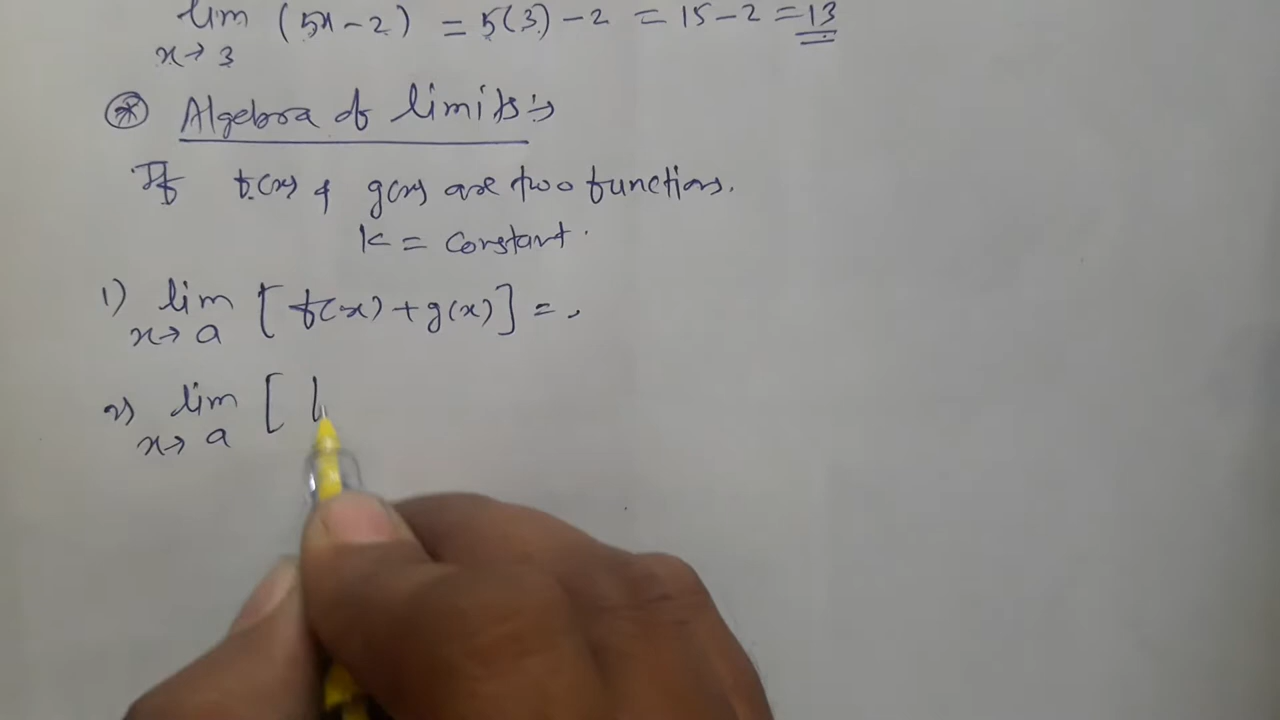 lim (5x-2) = 5(3)-2 = 15-2 = 13
x→3
* Algebra of limits :→
If f(x) & g(x) are two functions.
K = Constant.
1) lim [f(x)+g(x)] =
x→a
2) lim [
x→a